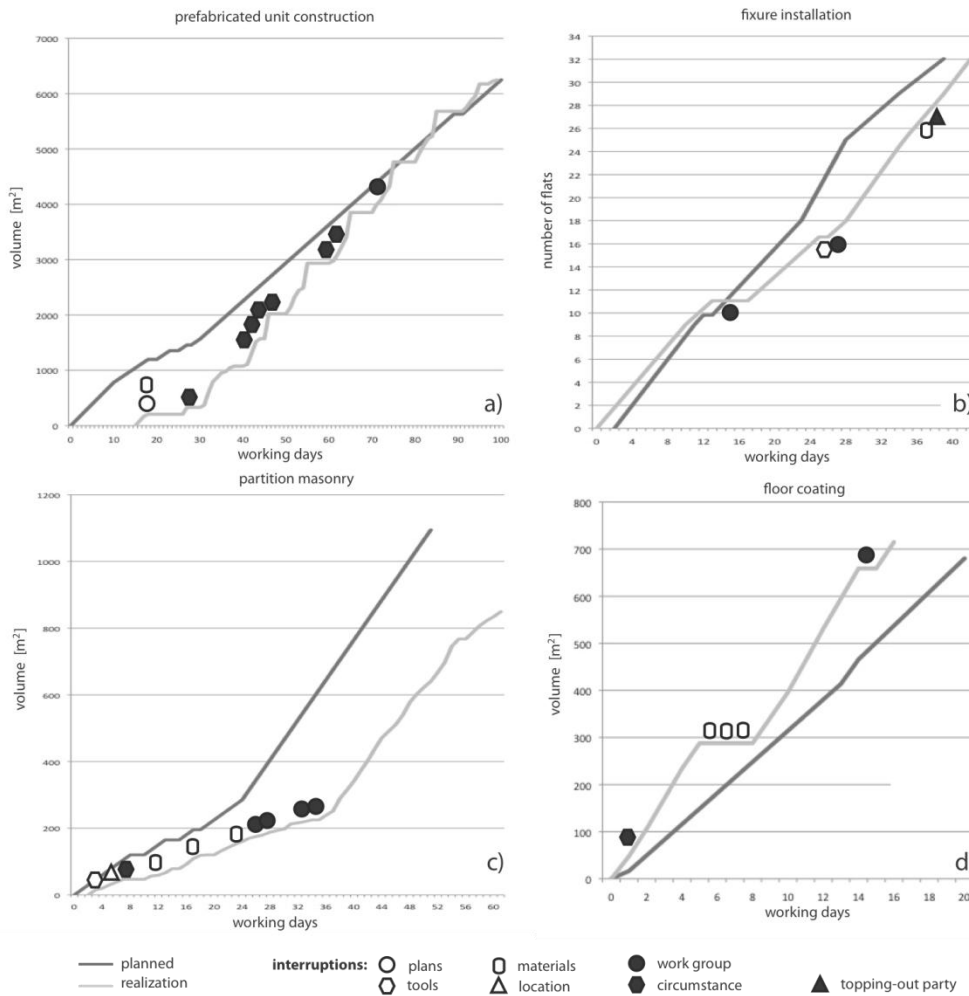 prefabricated unit construction
7000
6000
5000
4000
3000
2000
1000
0
volume [m²]
0 10 20 30 40 50 60 70 80 90 100
working days
a)
fixure installation
34
32
30
28
26
24
22
20
18
16
14
12
10
8
6
4
2
0
number of flats
0 4 8 12 16 20 24 28 32 36 40
working days
b)
partition masonry
1200
1000
800
600
400
200
0
volume [m²]
0 4 8 12 16 20 24 28 32 36 40 44 48 52 56 60
working days
c)
floor coating
800
700
600
500
400
300
200
100
0
volume [m²]
0 2 4 6 8 10 12 14 16 18 20
working days
d
planned
realization
interruptions:
plans
tools
materials
location
work group
circumstance
topping-out party